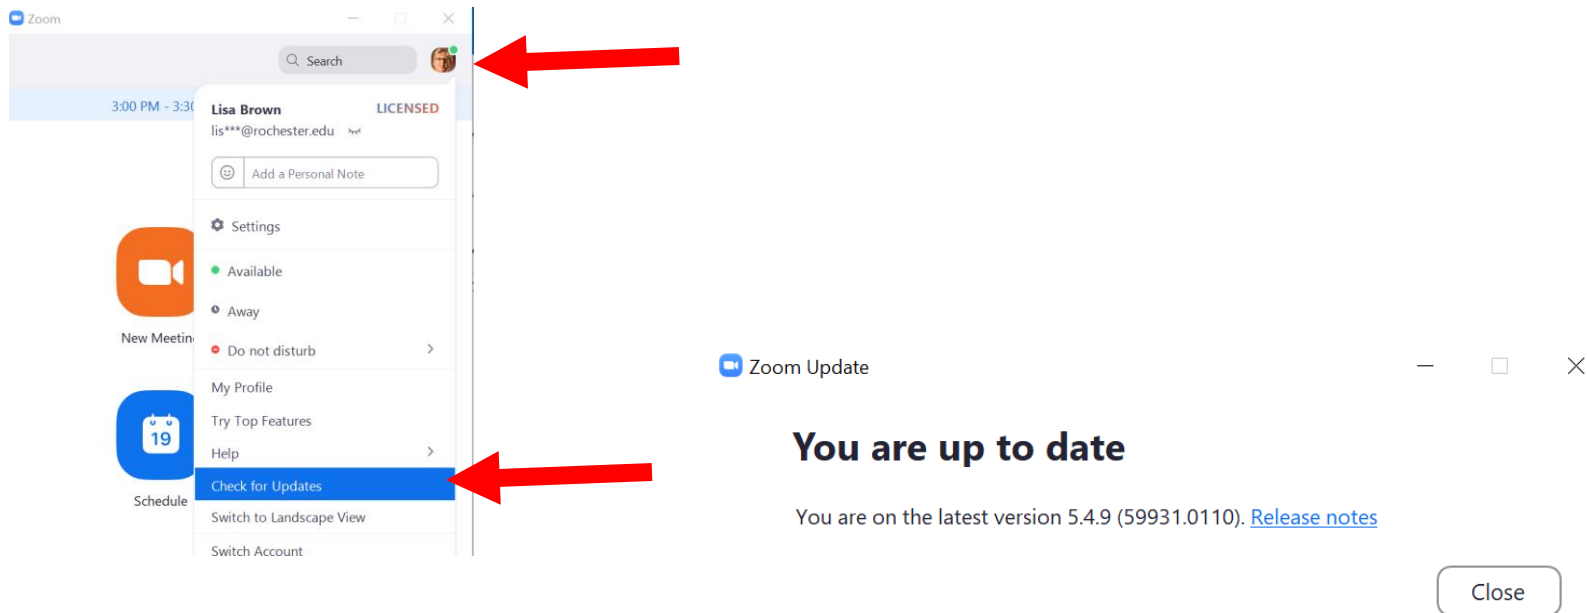 Zoom
Search
3:00 PM - 3:30
Lisa Brown
LICENSED
lis***@rochester.edu
Add a Personal Note
Settings
Available
Away
New Meetin
Do not disturb
My Profile
Try Top Features
19
Help
Check for Updates
Schedule
Switch to Landscape View
Switch Account
Zoom Update
You are up to date
You are on the latest version 5.4.9 (59931.0110). Release notes
Close